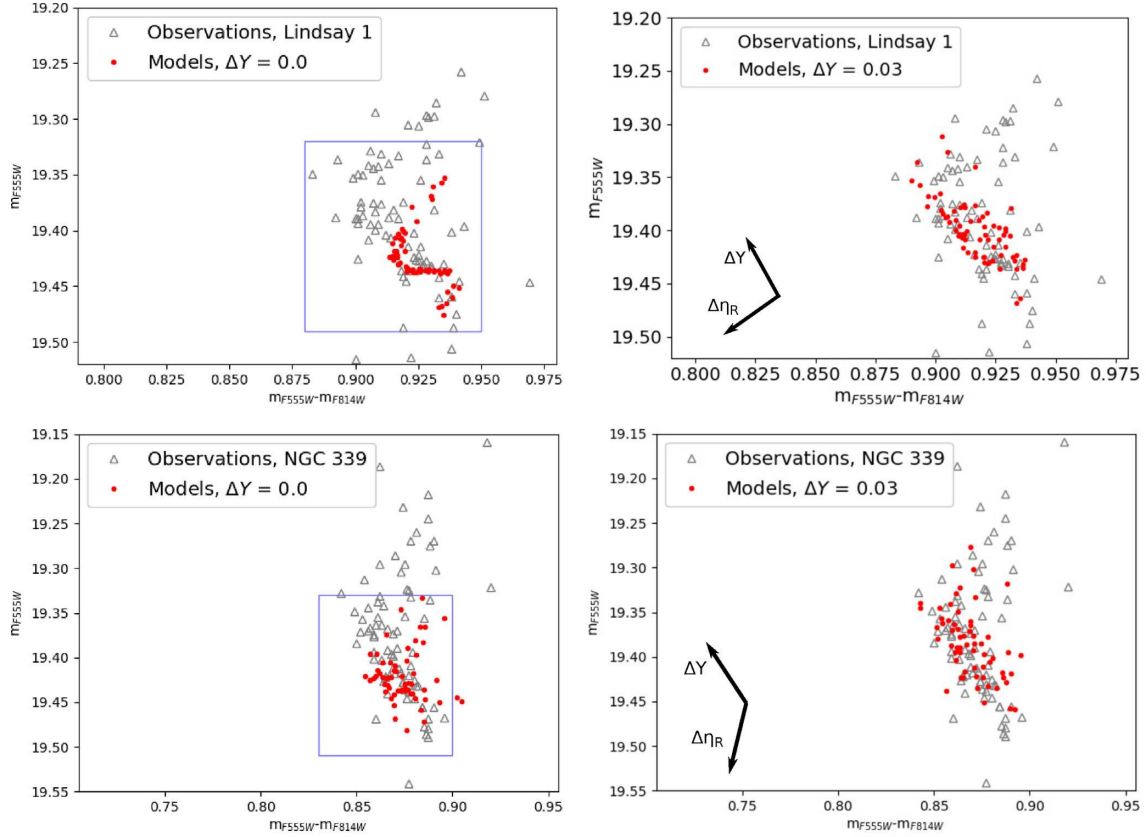 19.20
Observations, Lindsay 1
Models, ΔY = 0.0
19.25
19.30
19.35
19.40
19.45
19.50
m_F555W
0.800 0.825 0.850 0.875 0.900 0.925 0.950 0.975
m_F555W-m_F814W
19.20
Observations, Lindsay 1
Models, ΔY = 0.03
19.25
19.30
19.35
19.40
19.45
19.50
m_F555W
ΔY
Δη_R
0.800 0.825 0.850 0.875 0.900 0.925 0.950 0.975
m_F555W-m_F814W
19.15
Observations, NGC 339
Models, ΔY = 0.0
19.20
19.25
19.30
19.35
19.40
19.45
19.50
19.55
m_F555W
0.75 0.80 0.85 0.90 0.95
m_F555W-m_F814W
19.15
Observations, NGC 339
Models, ΔY = 0.03
19.20
19.25
19.30
19.35
19.40
19.45
19.50
19.55
m_F555W
ΔY
Δη_R
0.75 0.80 0.85 0.90 0.95
m_F555W-m_F814W